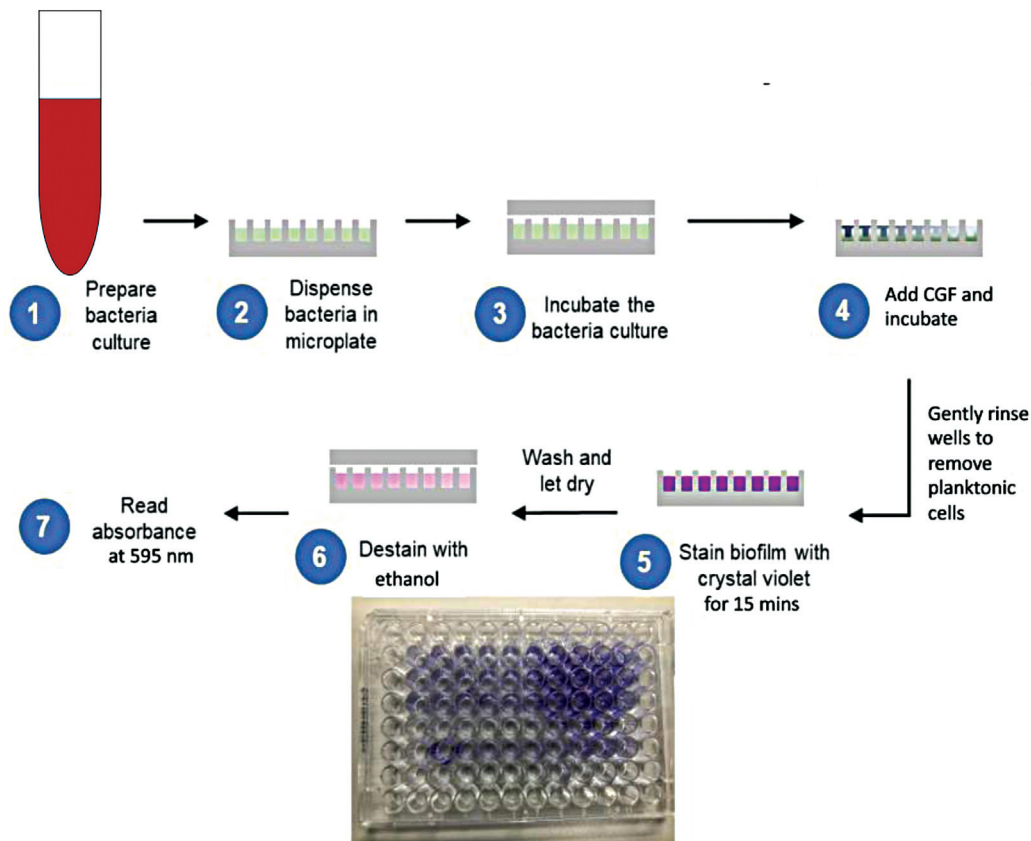 1
Prepare
bacteria
culture
2
Dispense
bacteria in
microplate
3
Incubate the
bacteria culture
4
Add CGF and
incubate
Gently rinse
wells to
remove
planktonic
cells
5
Stain biofilm with
crystal violet
for 15 mins
Wash and
let dry
6
Destain with
ethanol
7
Read
absorbance
at 595 nm